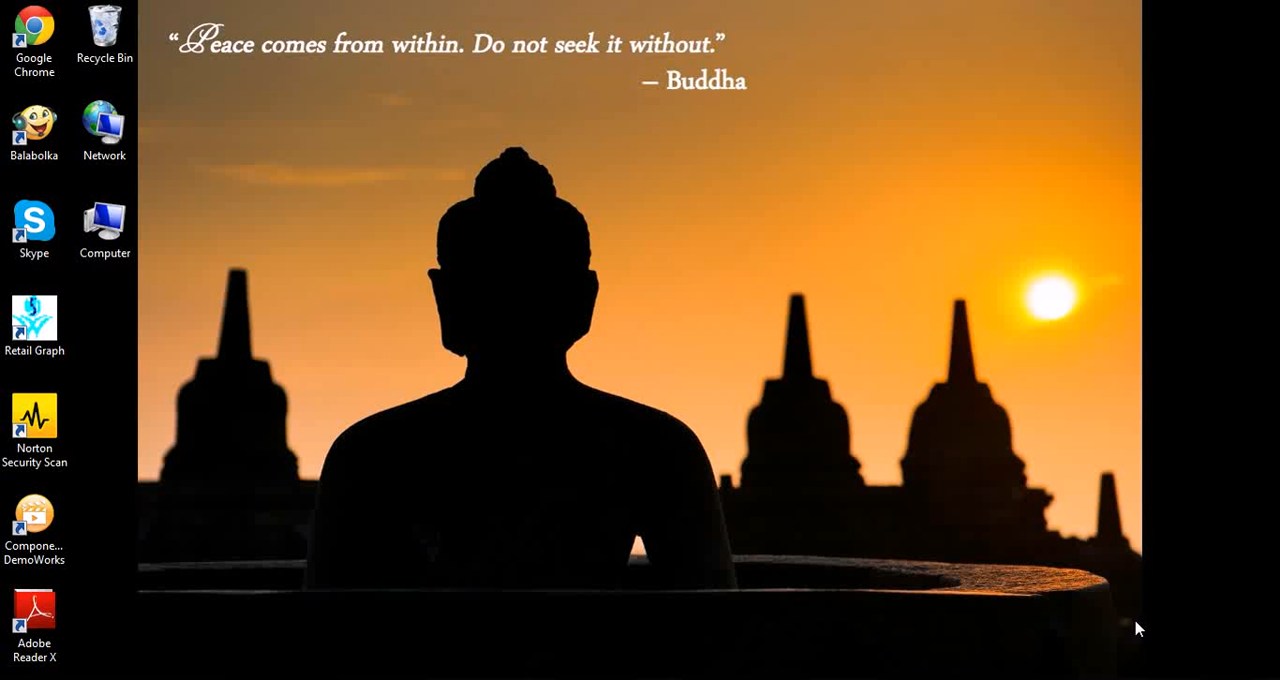 “Peace comes from within. Do not seek it without.”
– Buddha
Google
Chrome
Recycle Bin
Balabolka
Network
Skype
Computer
Retail Graph
Norton
Security Scan
Compone...
DemoWorks
Adobe
Reader X